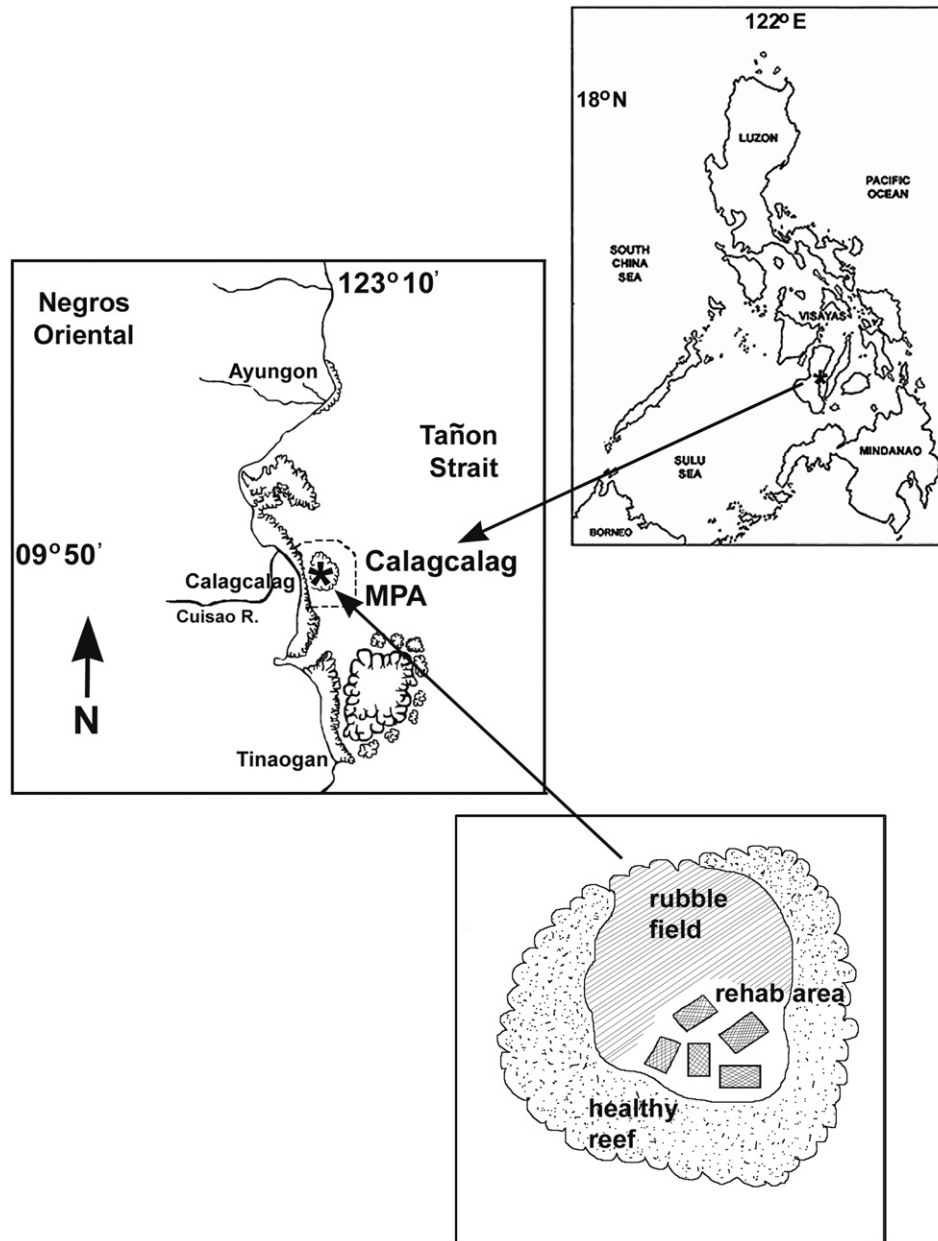 122° E
18° N
LUZON
PACIFIC
OCEAN
SOUTH
CHINA
SEA
VISAYAS
SULU
SEA
MINDANAO
BORNEO
123° 10'
Negros
Oriental
Ayungon
Tañon
Strait
09° 50'
Calagcalag
Calagcalag
MPA
Cuisao R.
N
Tinaogan
rubble
field
rehab area
healthy
reef